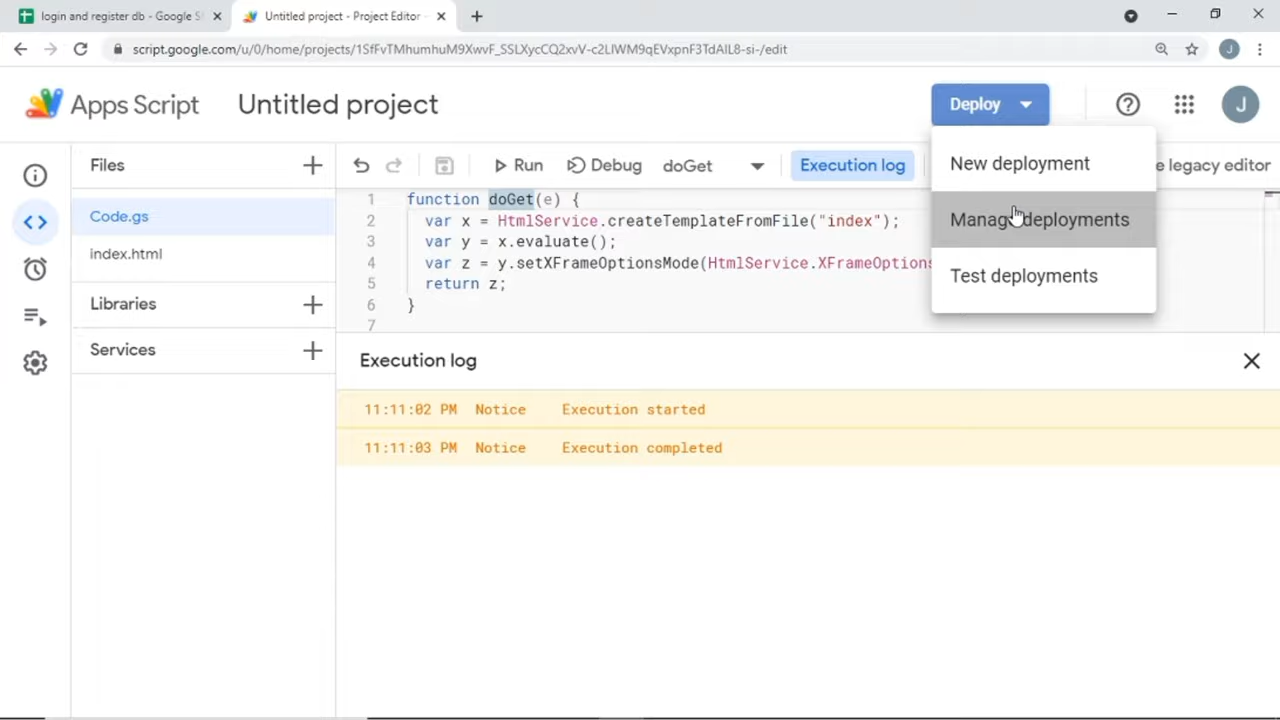 login and register db - Google S
Untitled project - Project Editor -
script.google.com/u/0/home/projects/1SfFvTMhumhuM9XwvF_SSLXycCQ2xvV-c2LIWM9qEVxpnF3TdAIL8-si-/edit
J
Apps Script
Untitled project
Deploy
J
Files
Run
Debug
doGet
Execution log
e legacy editor
New deployment
Manage deployments
Test deployments
Code.gs
index.html
Libraries
Services
1 function doGet(e) {
2 var x = HtmlService.createTemplateFromFile("index");
3 var y = x.evaluate();
4 var z = y.setXFrameOptionsMode(HtmlService.XFrameOptions
5 return z;
6 }
7
Execution log
11:11:02 PM Notice Execution started
11:11:03 PM Notice Execution completed